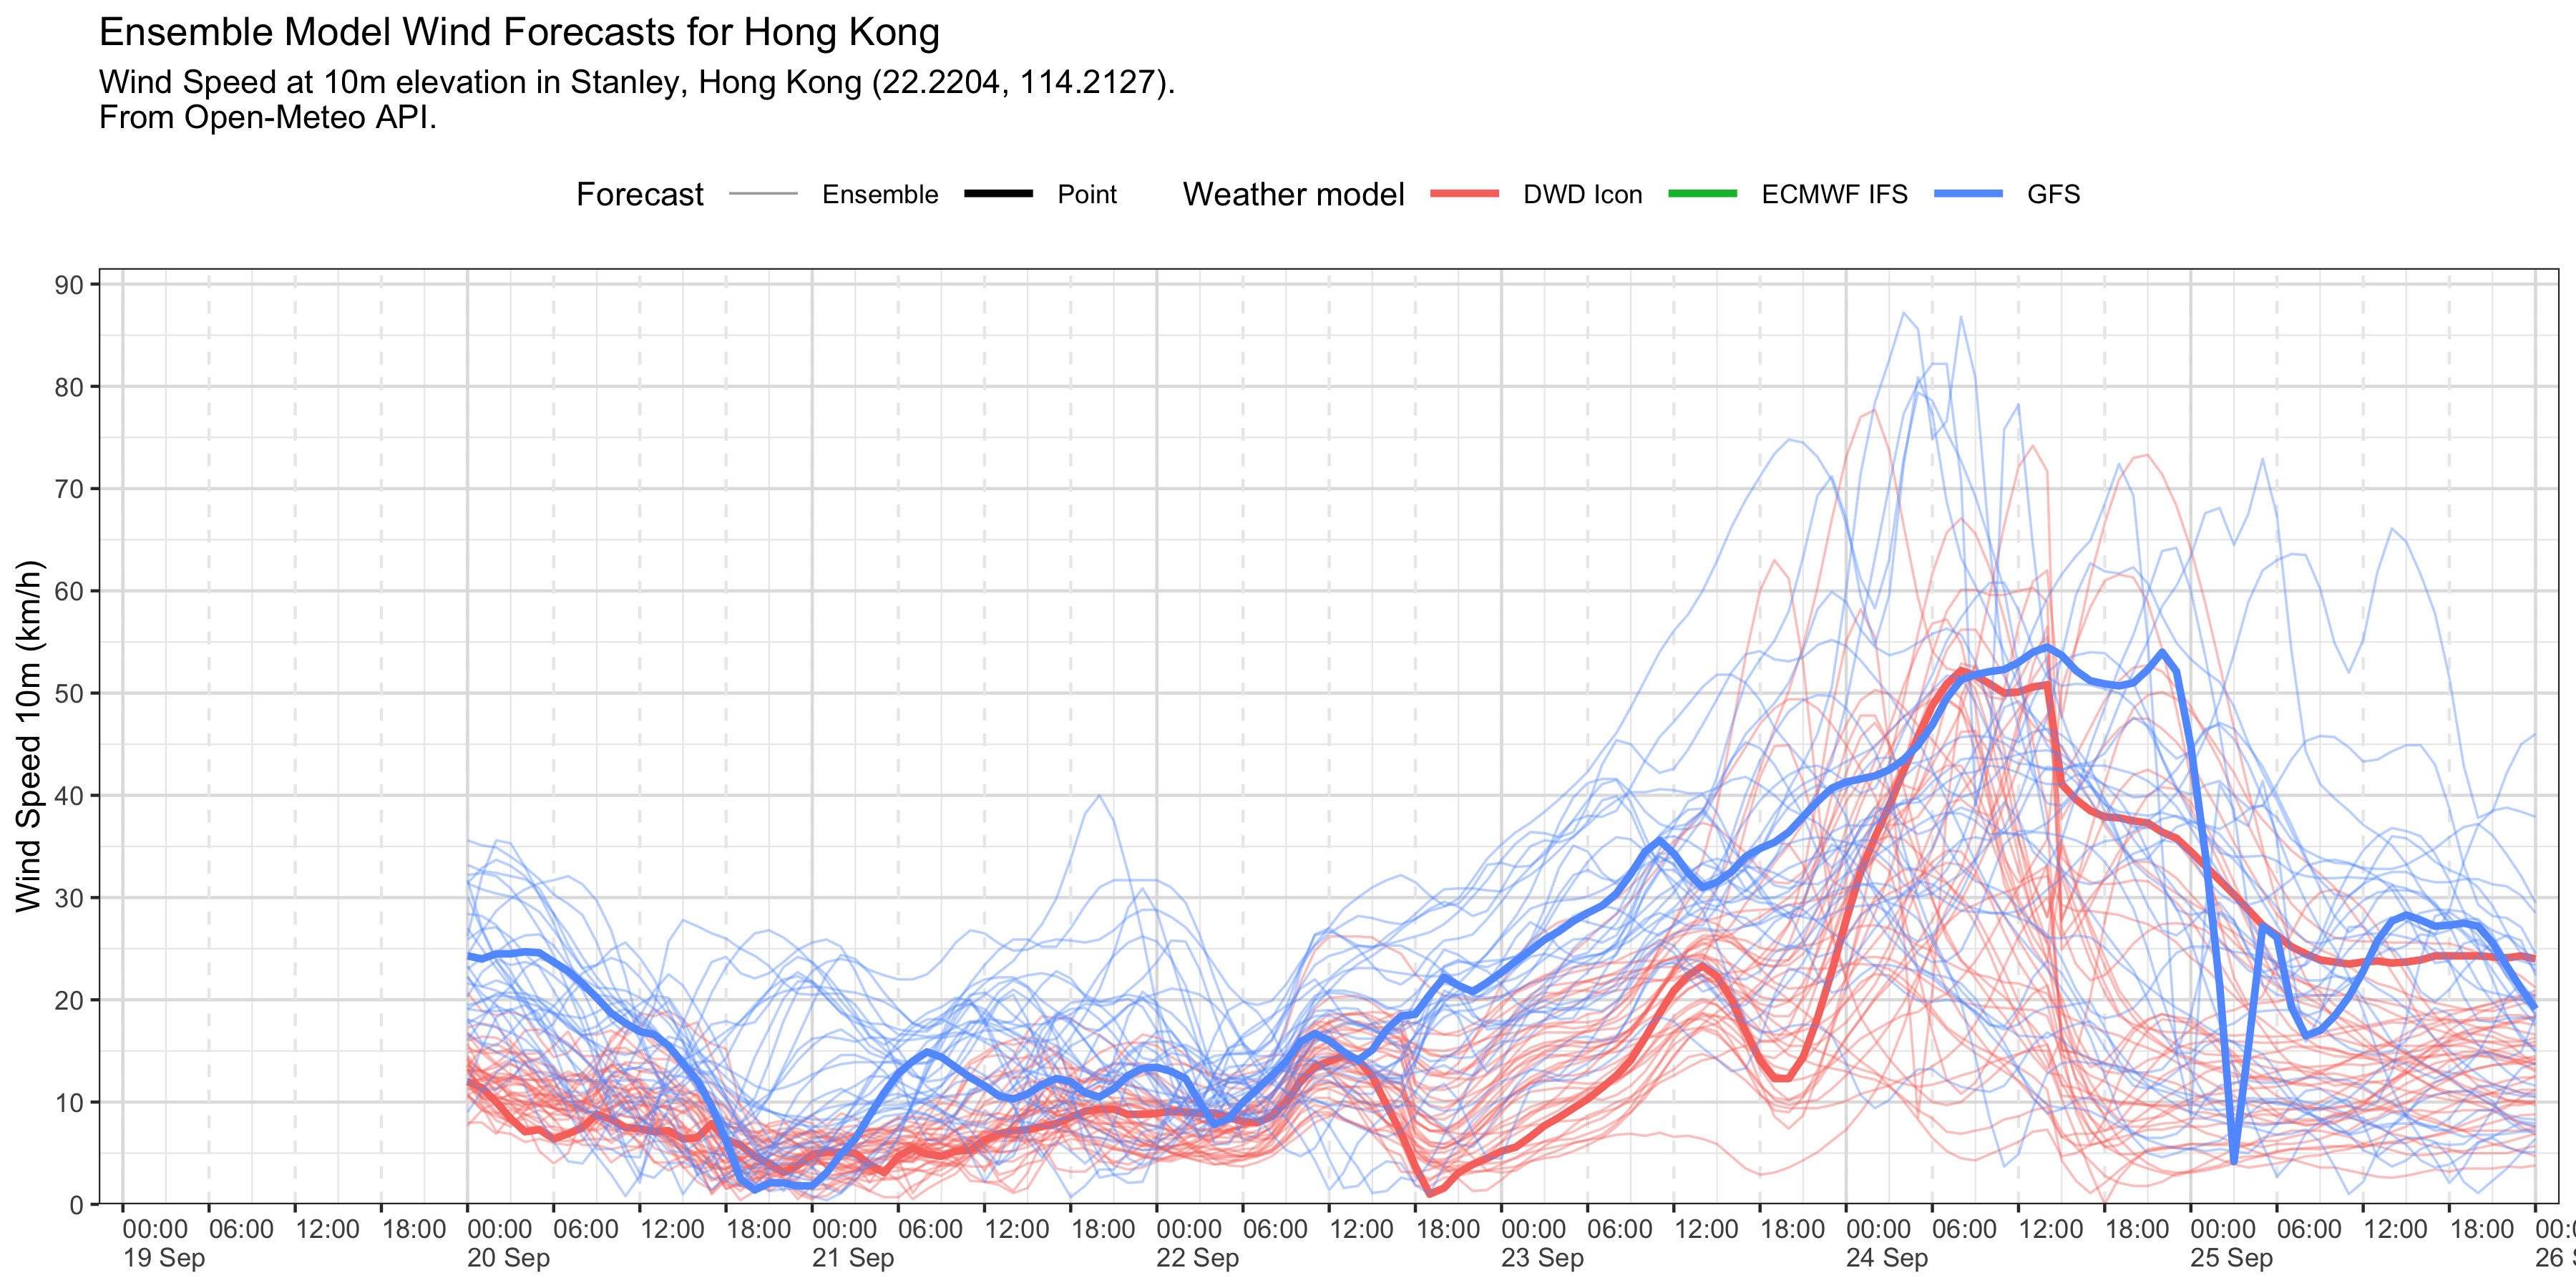 Ensemble Model Wind Forecasts for Hong Kong
Wind Speed at 10m elevation in Stanley, Hong Kong (22.2204, 114.2127).
From Open-Meteo API.
Forecast Ensemble Point Weather model DWD Icon ECMWF IFS GFS
Wind Speed 10m (km/h)
90
80
70
60
50
40
30
20
10
0
00:00 06:00 12:00 18:00 00:00 06:00 12:00 18:00 00:00 06:00 12:00 18:00 00:00 06:00 12:00 18:00 00:00 06:00 12:00 18:00 00:00 06:00 12:00 18:00 00:00 06:00 12:00 18:00
19 Sep 20 Sep 21 Sep 22 Sep 23 Sep 24 Sep 25 Sep 26